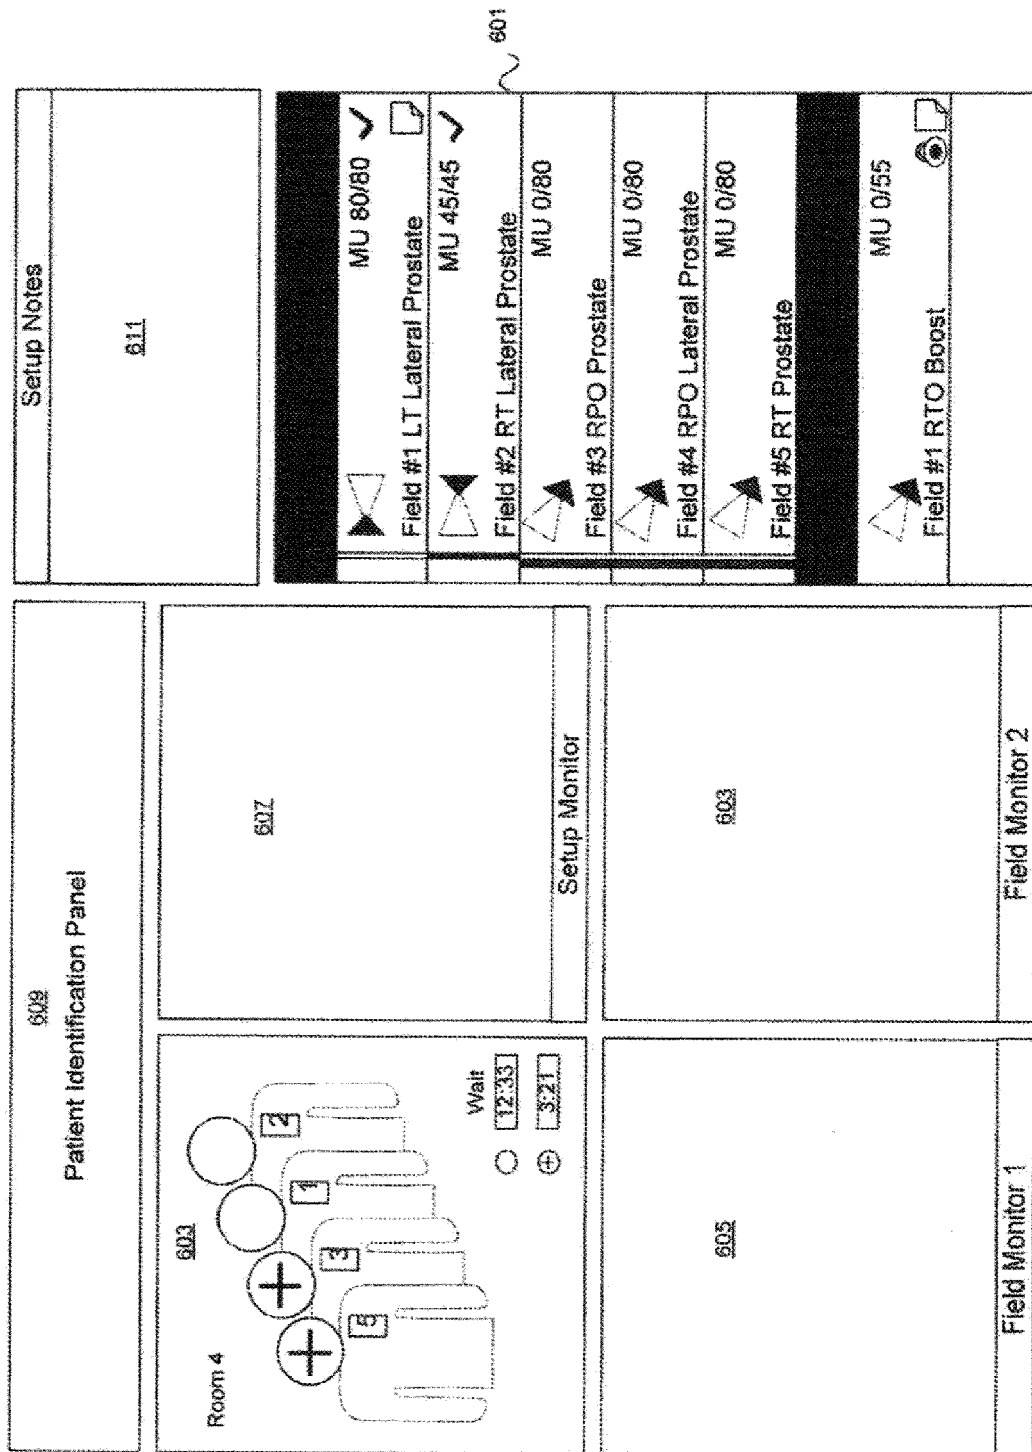 609
Patient Identification Panel
Room 4
603
5
3
1
2
Wait
12:33
3:21
607
Setup Monitor
605
Field Monitor 1
603
Field Monitor 2
Setup Notes
611
MU 80/80
Field #1 LT Lateral Prostate
MU 45/45
Field #2 RT Lateral Prostate
MU 0/80
Field #3 RPO Prostate
MU 0/80
Field #4 RPO Lateral Prostate
MU 0/80
Field #5 RT Prostate
MU 0/55
Field #1 RTO Boost
601